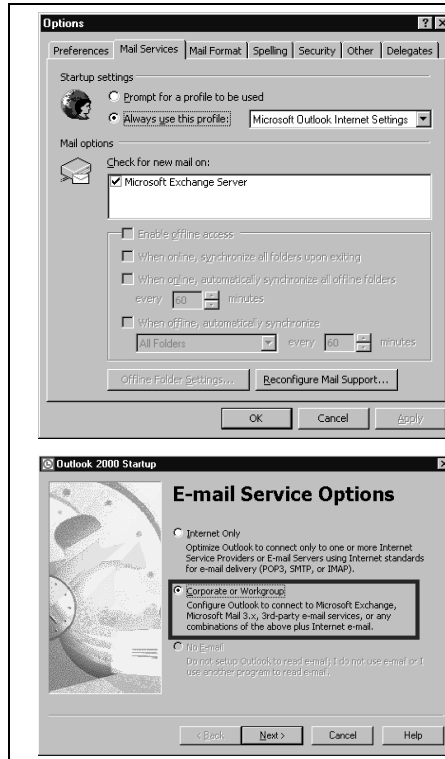 Options
Preferences Mail Services Mail Format Spelling Security Other Delegates
Startup settings
Prompt for a profile to be used
Always use this profile: Microsoft Outlook Internet Settings
Mail options
Check for new mail on:
Microsoft Exchange Server
Enable offline access
When online, synchronize all folders upon exiting
When online, automatically synchronize all offline folders
every 60 minutes
When offline, automatically synchronize
All Folders every 60 minutes
Offline Folder Settings... Reconfigure Mail Support...
OK Cancel Apply
Outlook 2000 Startup
E-mail Service Options
Internet Only
Optimize Outlook to connect only to one or more Internet
Service Providers or E-mail Servers using Internet standards
for e-mail delivery (POP3, SMTP, or IMAP).
Corporate or Workgroup
Configure Outlook to connect to Microsoft Exchange,
Microsoft Mail 3.x, 3rd-party e-mail services, or any
combinations of the above plus Internet e-mail.
No E-mail
Do not setup Outlook to read e-mail; I do not use e-mail or I
use another program to read e-mail.
< Back Next > Cancel Help